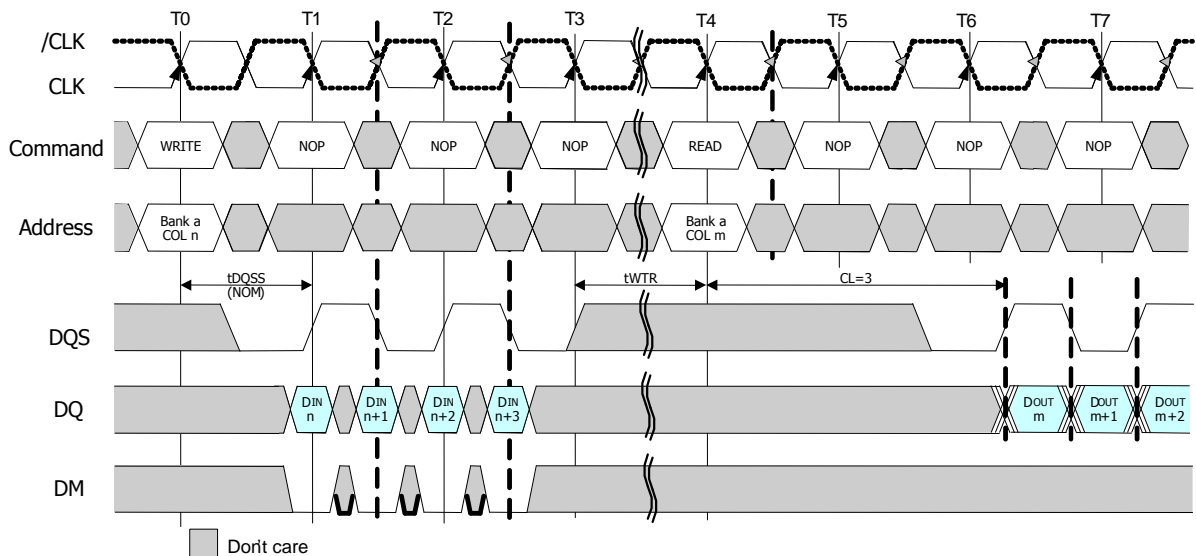 T0 T1 T2 T3 T4 T5 T6 T7
/CLK
CLK
Command WRITE NOP NOP NOP READ NOP NOP NOP
Address Bank a COL n Bank a COL m
tDQSS (NOM) tWTR CL=3
DQS
DQ DIN n DIN n+1 DIN n+2 DIN n+3 DOUT m DOUT m+1 DOUT m+2
DM
Don't care